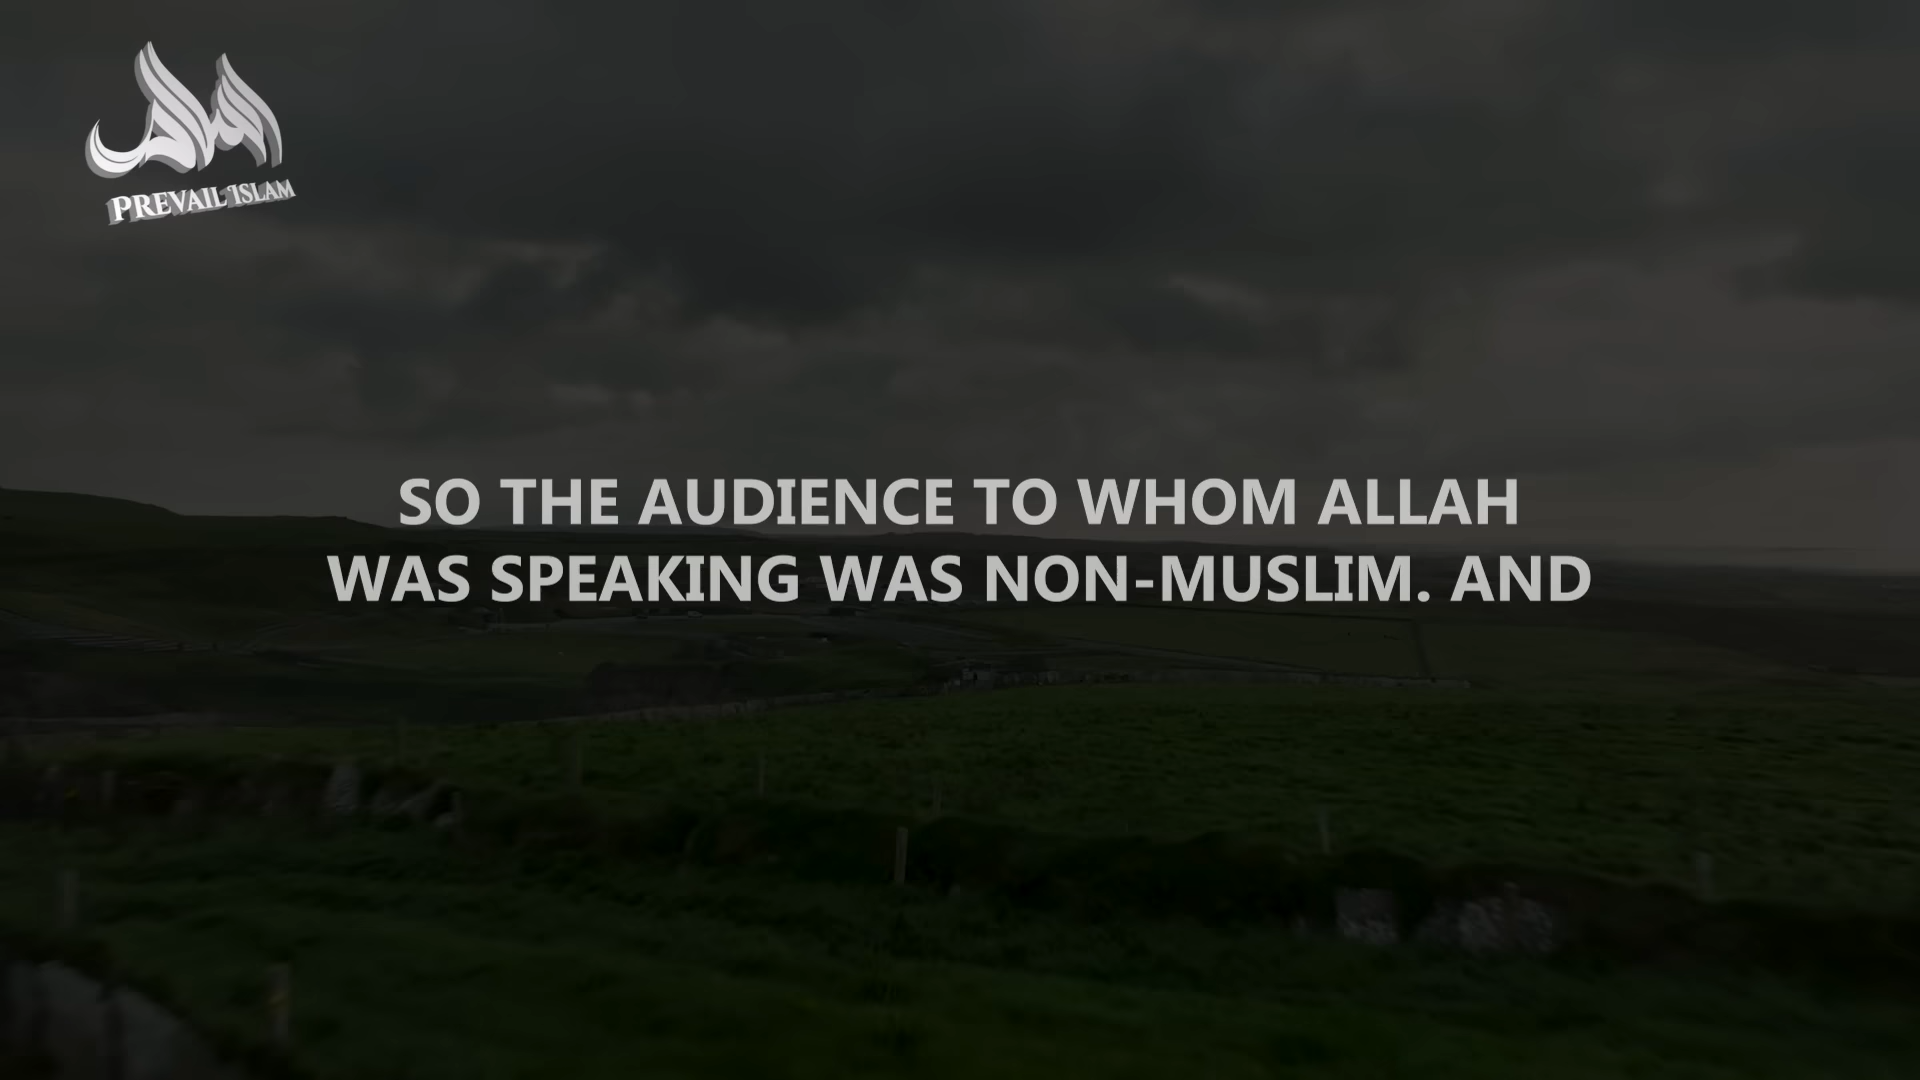 PREVAIL ISLAM
SO THE AUDIENCE TO WHOM ALLAH
WAS SPEAKING WAS NON-MUSLIM. AND